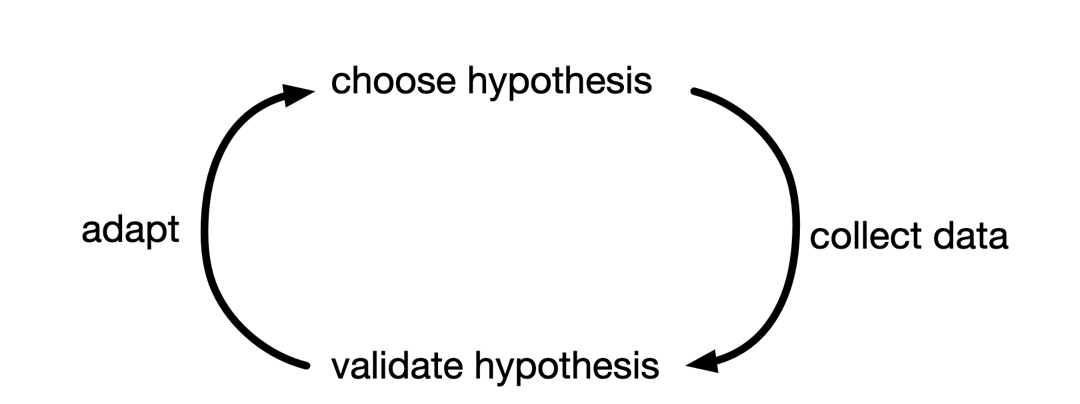 choose hypothesis
adapt
collect data
validate hypothesis